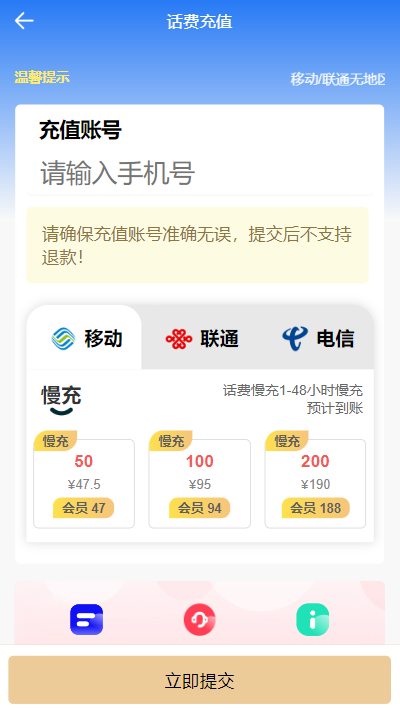 话费充值
温馨提示
移动/联通无地区
充值账号
请输入手机号
请确保充值账号准确无误，提交后不支持
退款！
移动
联通
电信
慢充
话费慢充1-48小时慢充
预计到账
慢充
50
¥47.5
会员 47
慢充
100
¥95
会员 94
慢充
200
¥190
会员 188
立即提交